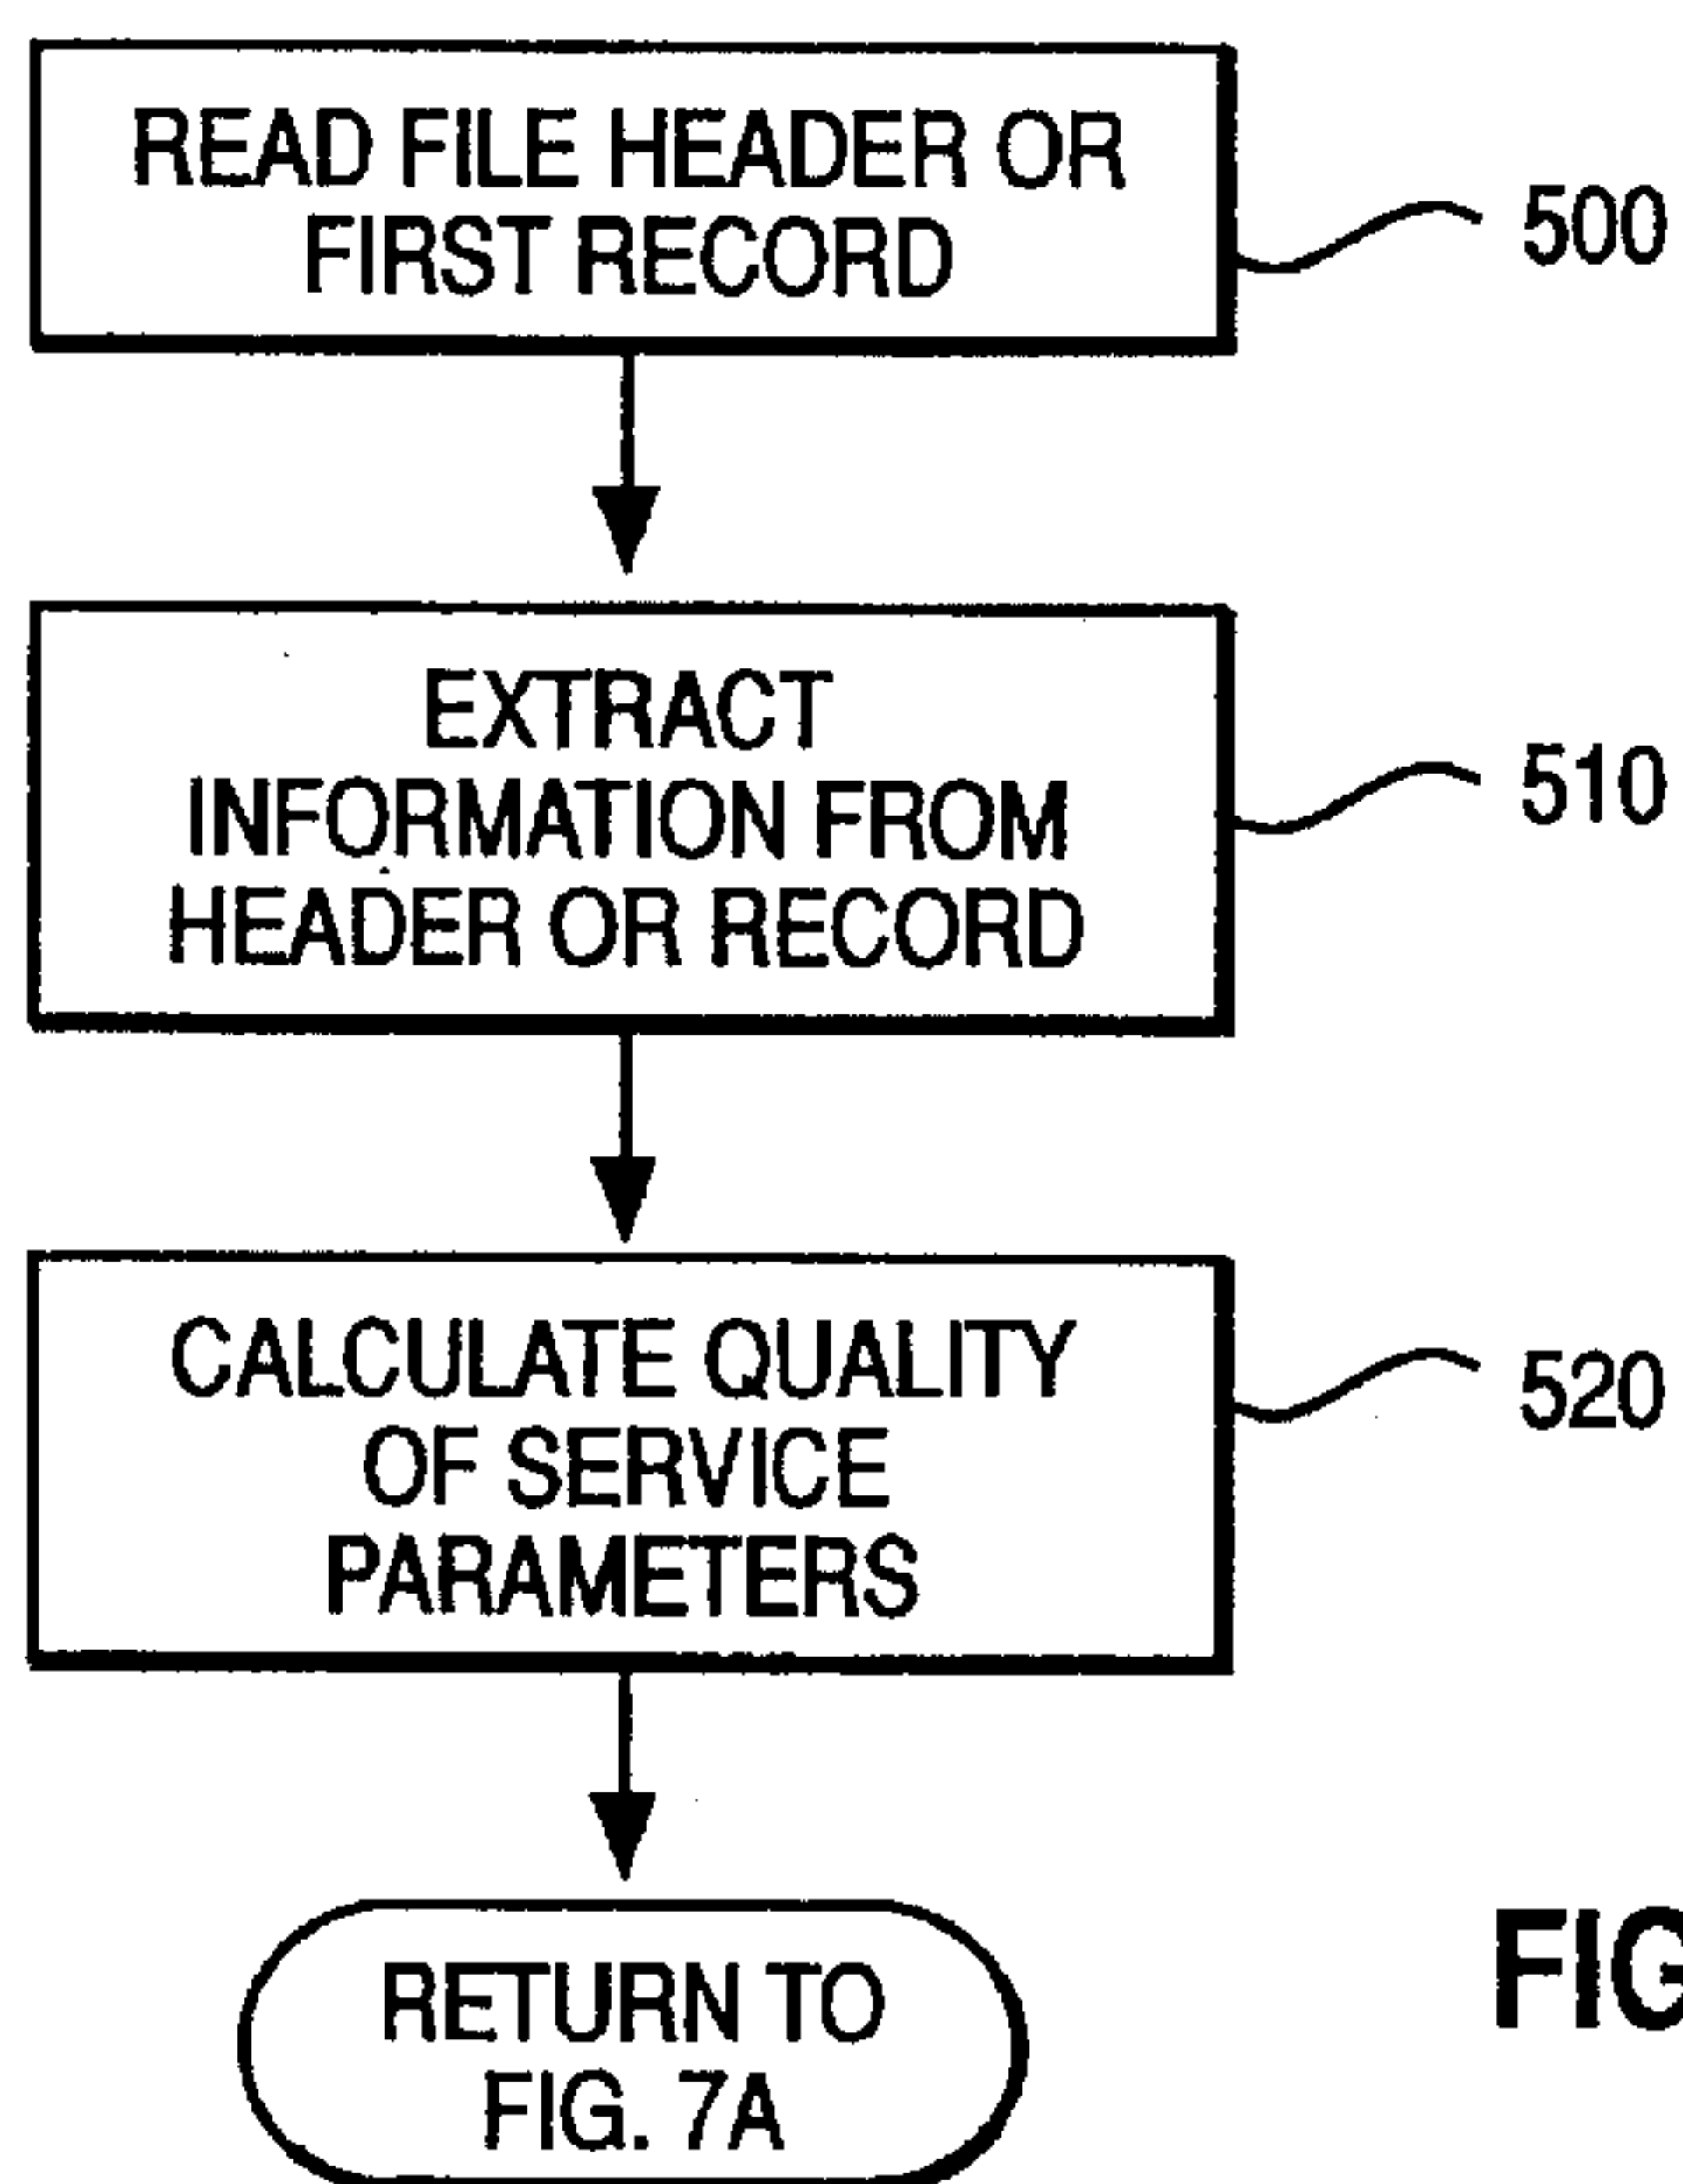 READ FILE HEADER OR
FIRST RECORD
500
EXTRACT
INFORMATION FROM
HEADER OR RECORD
510
CALCULATE QUALITY
OF SERVICE
PARAMETERS
520
RETURN TO
FIG. 7A
FIG